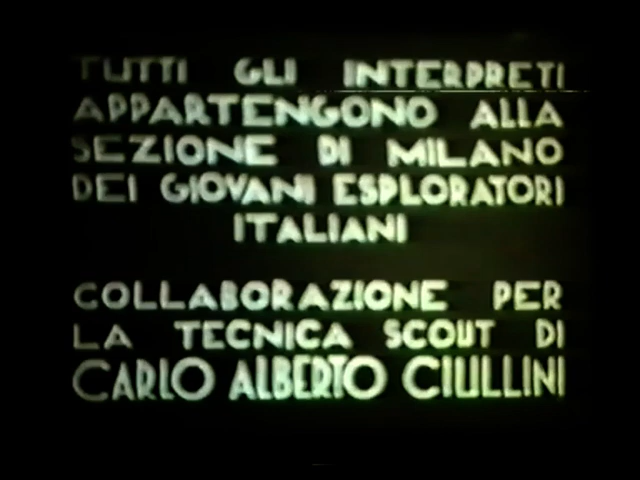 TUTTI GLI INTERPRETI
APPARTENGONO ALLA
SEZIONE DI MILANO
DEI GIOVANI ESPLORATORI
ITALIANI
COLLABORAZIONE PER
LA TECNICA SCOUT DI
CARLO ALBERTO CIULLINI